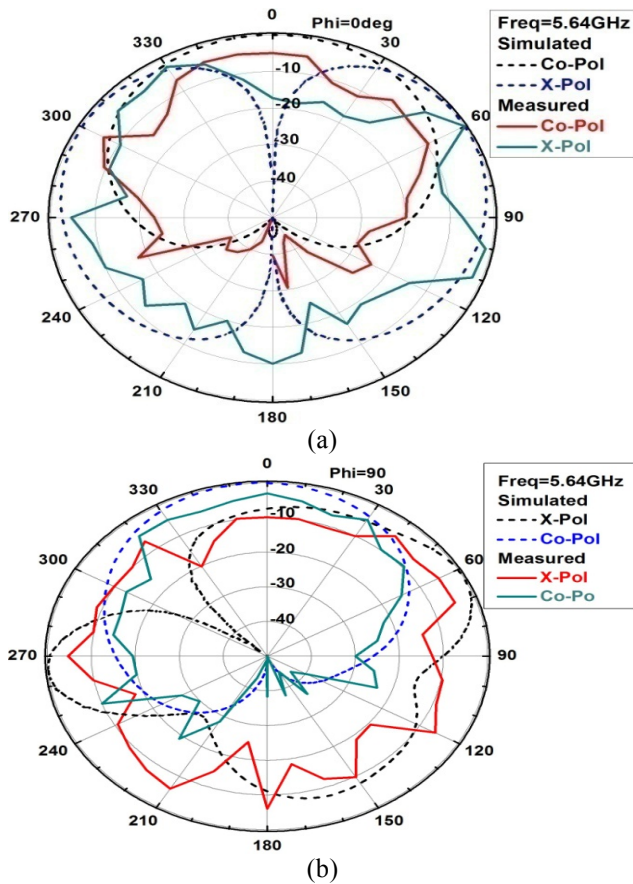 0
Phi=0deg
30
60
90
120
150
180
210
240
270
300
330
-10
-20
-30
-40
Freq=5.64GHz
Simulated
Co-Pol
X-Pol
Measured
Co-Pol
X-Pol
(a)
0
Phi=90
30
60
90
120
150
180
210
240
270
300
330
-10
-20
-30
-40
Freq=5.64GHz
Simulated
X-Pol
Co-Pol
Measured
X-Pol
Co-Po
(b)